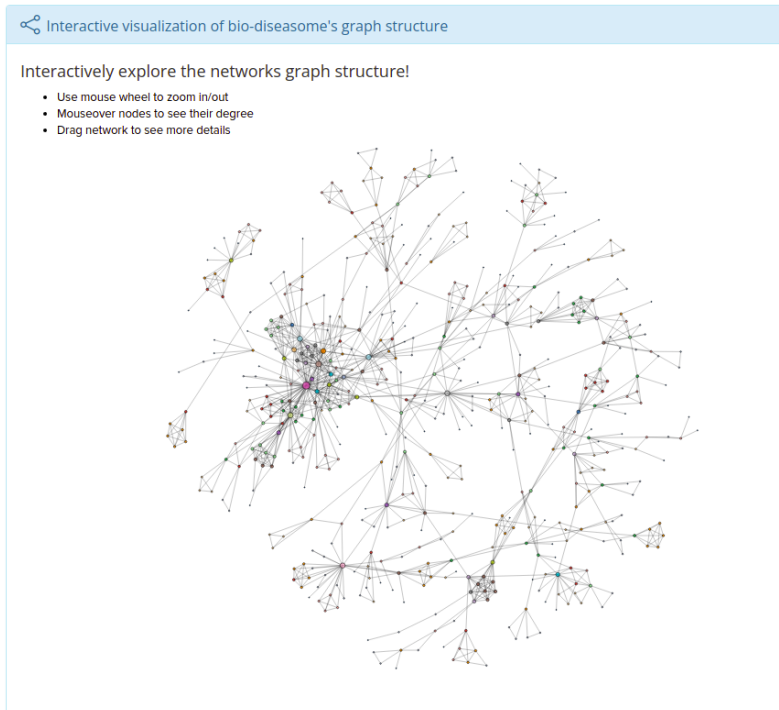 Interactive visualization of bio-diseasome's graph structure
Interactively explore the networks graph structure!
• Use mouse wheel to zoom in/out
• Mouseover nodes to see their degree
• Drag network to see more details